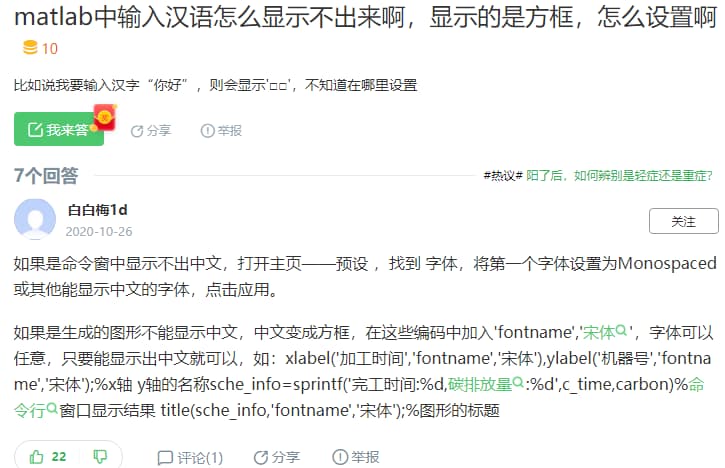 matlab中输入汉语怎么显示不出来啊，显示的是方框，怎么设置啊
10
比如说我要输入汉字“你好”，则会显示'□□'，不知道在哪里设置
我来答 分享 举报
7个回答 #热议# 阳了后，如何辨别是轻症还是重症？
白白梅1d
2020-10-26
关注
如果是命令窗中显示不出中文，打开主页——预设 ，找到 字体，将第一个字体设置为Monospaced
或其他能显示中文的字体，点击应用。
如果是生成的图形不能显示中文，中文变成方框，在这些编码中加入'fontname','宋体'，字体可以
任意，只要能显示出中文就可以，如：xlabel('加工时间','fontname','宋体'),ylabel('机器号','fontna
me','宋体');%x轴 y轴的名称sche_info=sprintf('完工时间:%d,碳排放量:%d',c_time,carbon)%命
令行窗口显示结果 title(sche_info,'fontname','宋体');%图形的标题
22 评论(1) 分享 举报